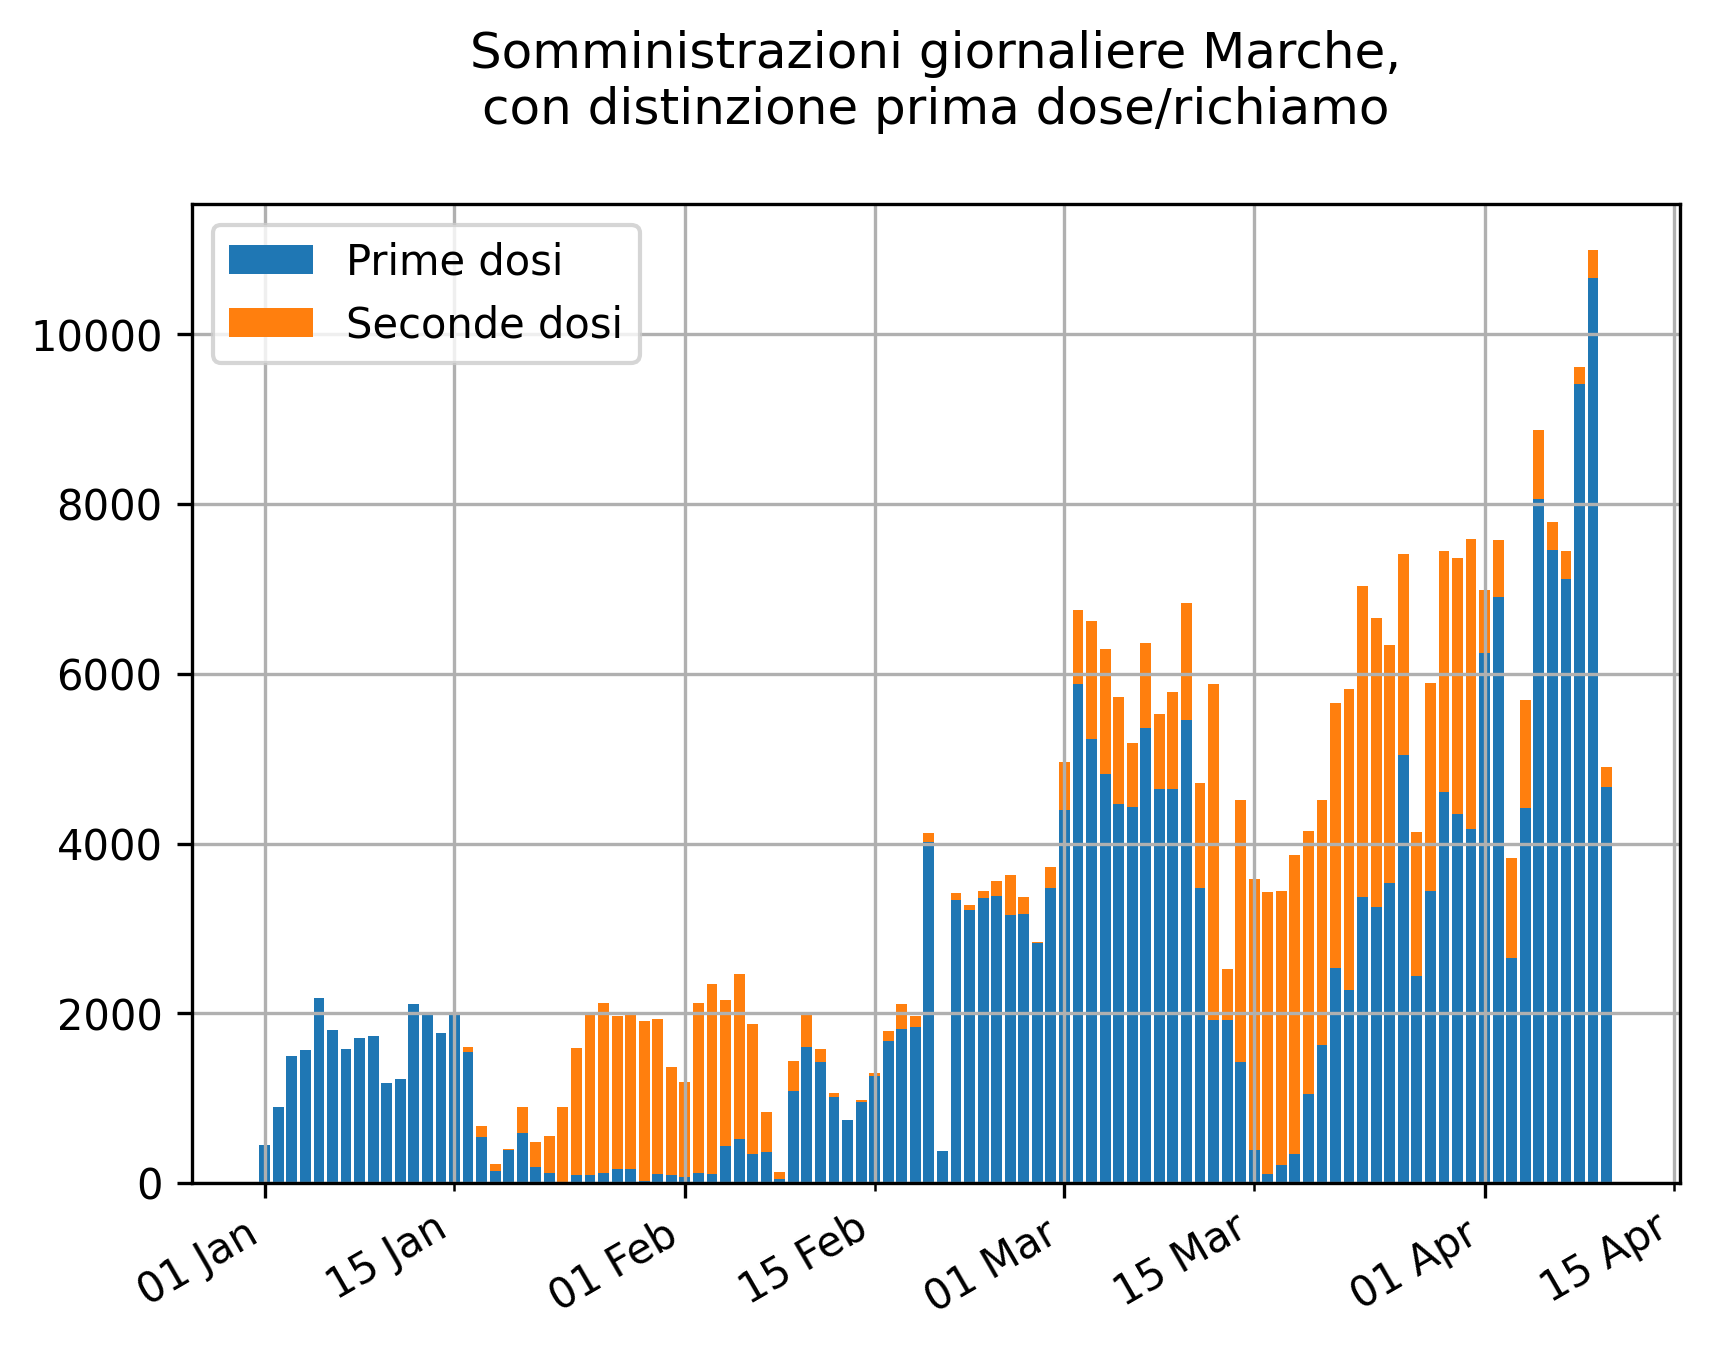 Somministrazioni giornaliere Marche,
con distinzione prima dose/richiamo
Prime dosi
Seconde dosi
10000
8000
6000
4000
2000
0
01 Jan
15 Jan
01 Feb
15 Feb
01 Mar
15 Mar
01 Apr
15 Apr